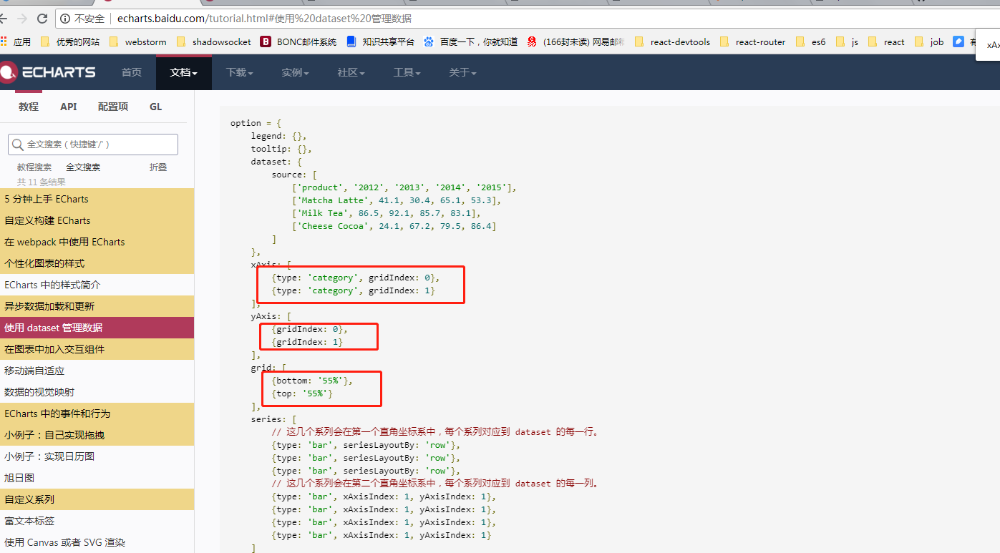 不安全 echarts.baidu.com/tutorial.html#使用%20dataset%20管理数据
应用 优秀的网站 webstorm shadowsocket BONC邮件系统 知识共享平台 百度一下，你就知道 (166封未读) 网易邮 react-devtools react-router es6 js react job
ECHARTS 首页 文档 下载 实例 社区 工具 关于
教程 API 配置项 GL
全文搜索（快捷键'/'）
教程搜索 全文搜索 折叠
共 11 条结果
5 分钟上手 ECharts
自定义构建 ECharts
在 webpack 中使用 ECharts
个性化图表的样式
ECharts 中的样式简介
异步数据加载和更新
使用 dataset 管理数据
在图表中加入交互组件
移动端自适应
数据的视觉映射
ECharts 中的事件和行为
小例子：自己实现拖拽
小例子：实现日历图
旭日图
自定义系列
富文本标签
使用 Canvas 或者 SVG 渲染
option = {
legend: {},
tooltip: {},
dataset: {
source: [
['product', '2012', '2013', '2014', '2015'],
['Matcha Latte', 41.1, 30.4, 65.1, 53.3],
['Milk Tea', 86.5, 92.1, 85.7, 83.1],
['Cheese Cocoa', 24.1, 67.2, 79.5, 86.4]
]
},
xAxis: [
{type: 'category', gridIndex: 0},
{type: 'category', gridIndex: 1}
],
yAxis: [
{gridIndex: 0},
{gridIndex: 1}
],
grid: [
{bottom: '55%'},
{top: '55%'}
],
series: [
// 这几个系列会在第一个直角坐标系中，每个系列对应到 dataset 的每一行。
{type: 'bar', seriesLayoutBy: 'row'},
{type: 'bar', seriesLayoutBy: 'row'},
{type: 'bar', seriesLayoutBy: 'row'},
// 这几个系列会在第二个直角坐标系中，每个系列对应到 dataset 的每一列。
{type: 'bar', xAxisIndex: 1, yAxisIndex: 1},
{type: 'bar', xAxisIndex: 1, yAxisIndex: 1},
{type: 'bar', xAxisIndex: 1, yAxisIndex: 1},
{type: 'bar', xAxisIndex: 1, yAxisIndex: 1}
]